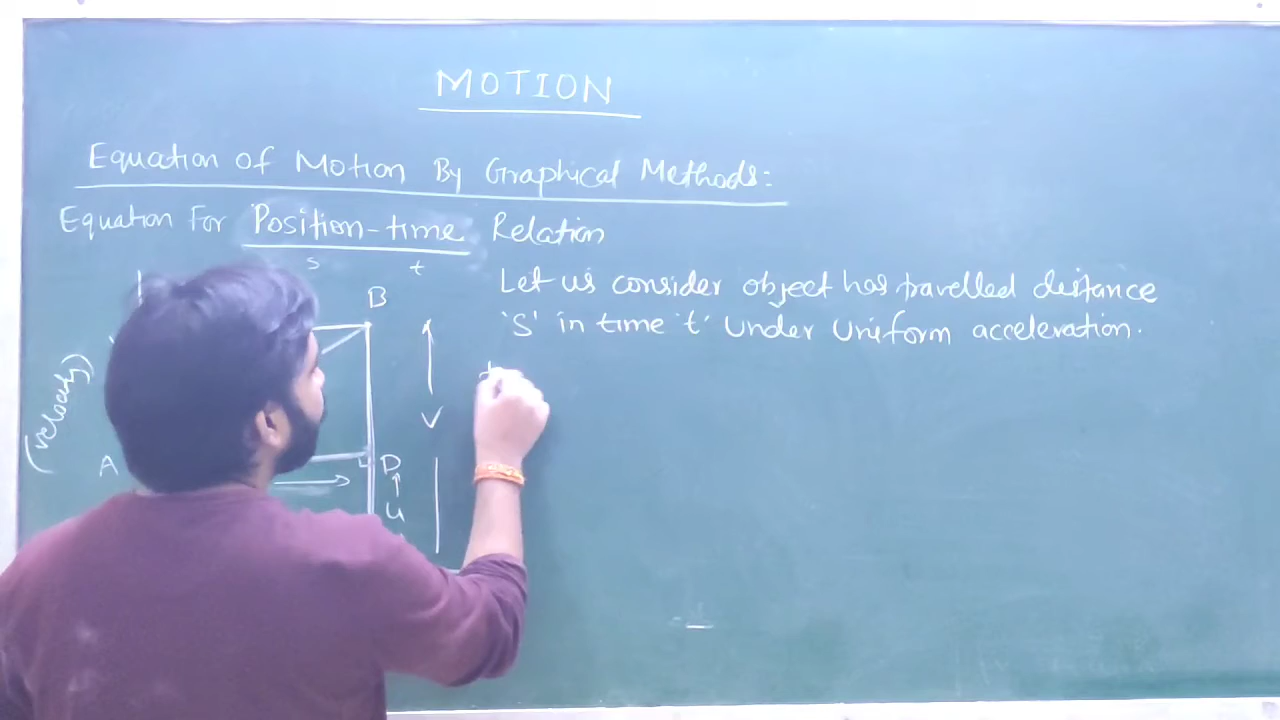 MOTION
Equation of Motion By Graphical Methods:
Equation For Position-time Relation
s t
Let us consider object has travelled distance
's' in time 't' under uniform acceleration.
B
(velocity)
V
A
D
u